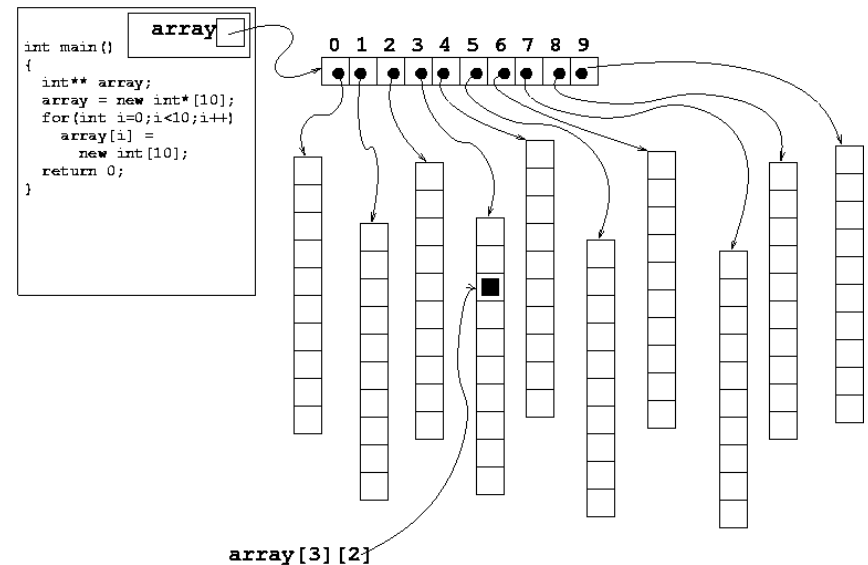 array
int main()
{
int** array;
array = new int*[10];
for(int i=0;i<10;i++)
array[i] =
new int[10];
return 0;
}
0 1 2 3 4 5 6 7 8 9
array[3][2]